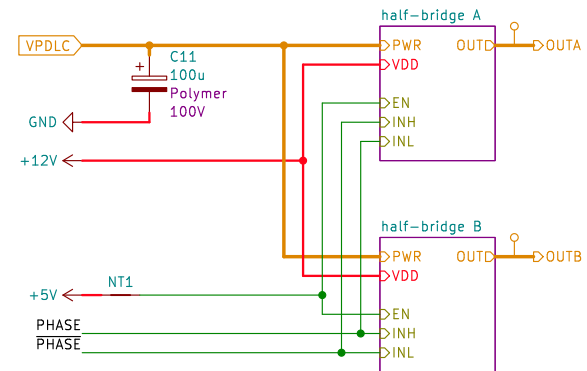 half-bridge A
VPDLC
PWR
OUT
OUTA
C11
+
100u
VDD
Polymer
EN
100V
GND
INH
INL
+12V
half-bridge B
PWR
OUT
OUTB
VDD
NT1
+5V
EN
PHASE
INH
PHASE
INL